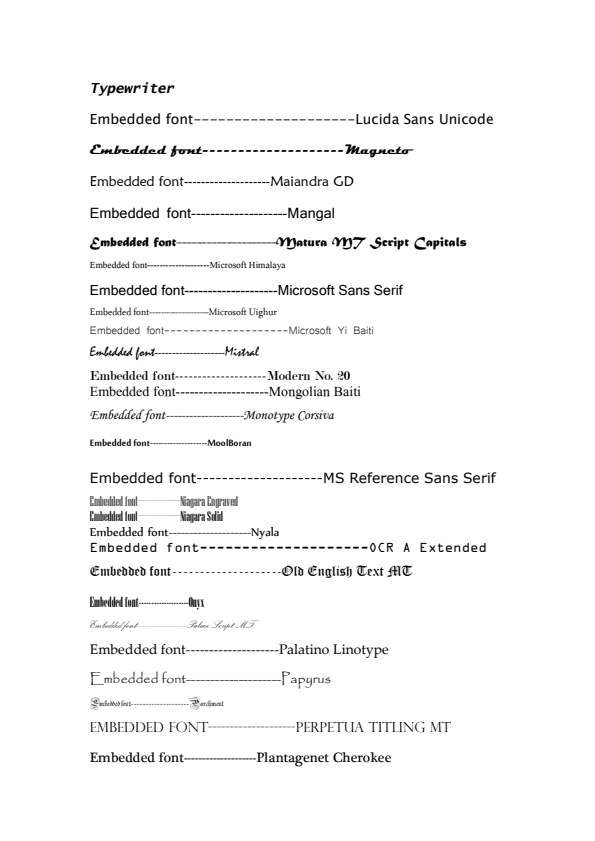 Typewriter
Embedded font--------------------Lucida Sans Unicode
Embedded font--------------------Magneto
Embedded font--------------------Maiandra GD
Embedded font--------------------Mangal
Embedded font--------------------Matura MT Script Capitals
Embedded font--------------------Microsoft Himalaya
Embedded font--------------------Microsoft Sans Serif
Embedded font--------------------Microsoft Uighur
Embedded font--------------------Microsoft Yi Baiti
Embedded font--------------------Mistral
Embedded font--------------------Modern No. 20
Embedded font--------------------Mongolian Baiti
Embedded font--------------------Monotype Corsiva
Embedded font--------------------MoolBoran
Embedded font--------------------MS Reference Sans Serif
Embedded font--------------------Niagara Engraved
Embedded font--------------------Niagara Solid
Embedded font--------------------Nyala
Embedded font--------------------OCR A Extended
Embedded font--------------------Old English Text MT
Embedded font--------------------Onyx
Embedded font--------------------Palace Script MT
Embedded font--------------------Palatino Linotype
Embedded font--------------------Papyrus
Embedded font--------------------Parchment
EMBEDDED FONT--------------------PERPETUA TITLING MT
Embedded font--------------------Plantagenet Cherokee